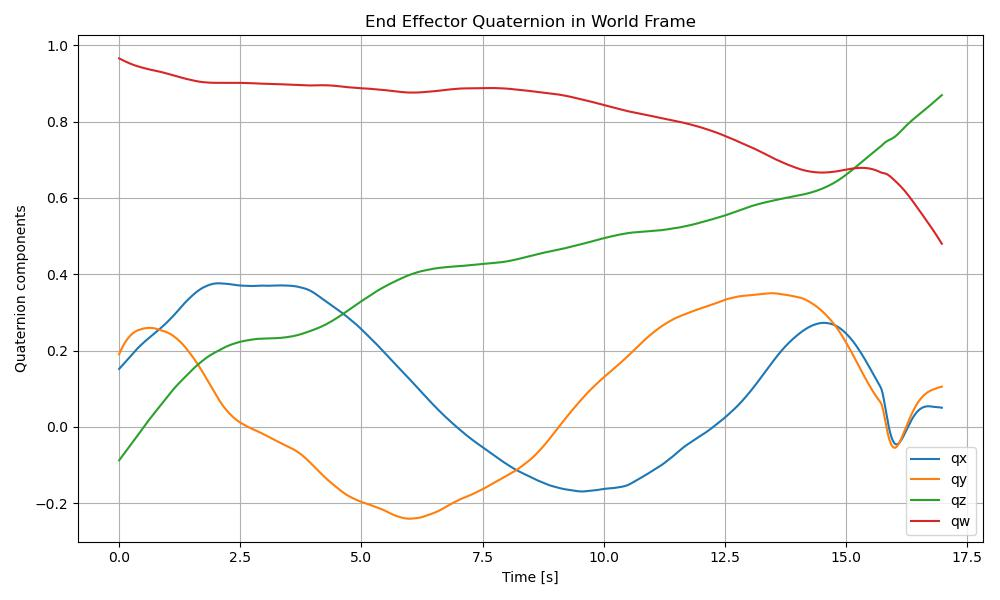 End Effector Quaternion in World Frame
Quaternion components
1.0
0.8
0.6
0.4
0.2
0.0
−0.2
0.0 2.5 5.0 7.5 10.0 12.5 15.0 17.5
Time [s]
qx
qy
qz
qw